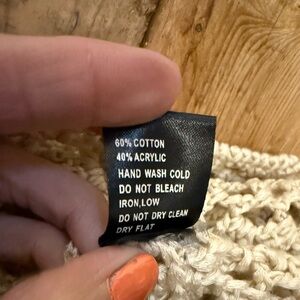 60% COTTON
40% ACRYLIC
HAND WASH COLD
DO NOT BLEACH
IRON,LOW
DO NOT DRY CLEAN
DRY FLAT